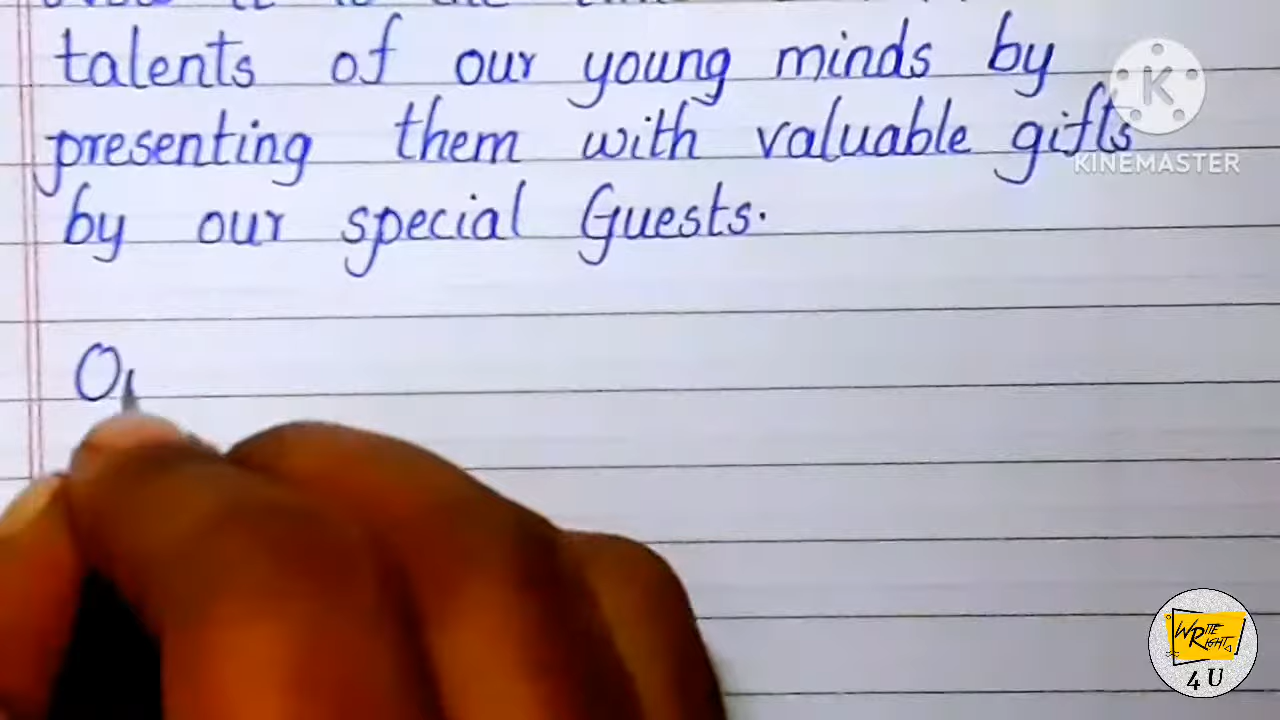 talents of our young minds by
presenting them with valuable gifts
by our special Guests.
KINEMASTER
WRITE
RIGHT
4 U